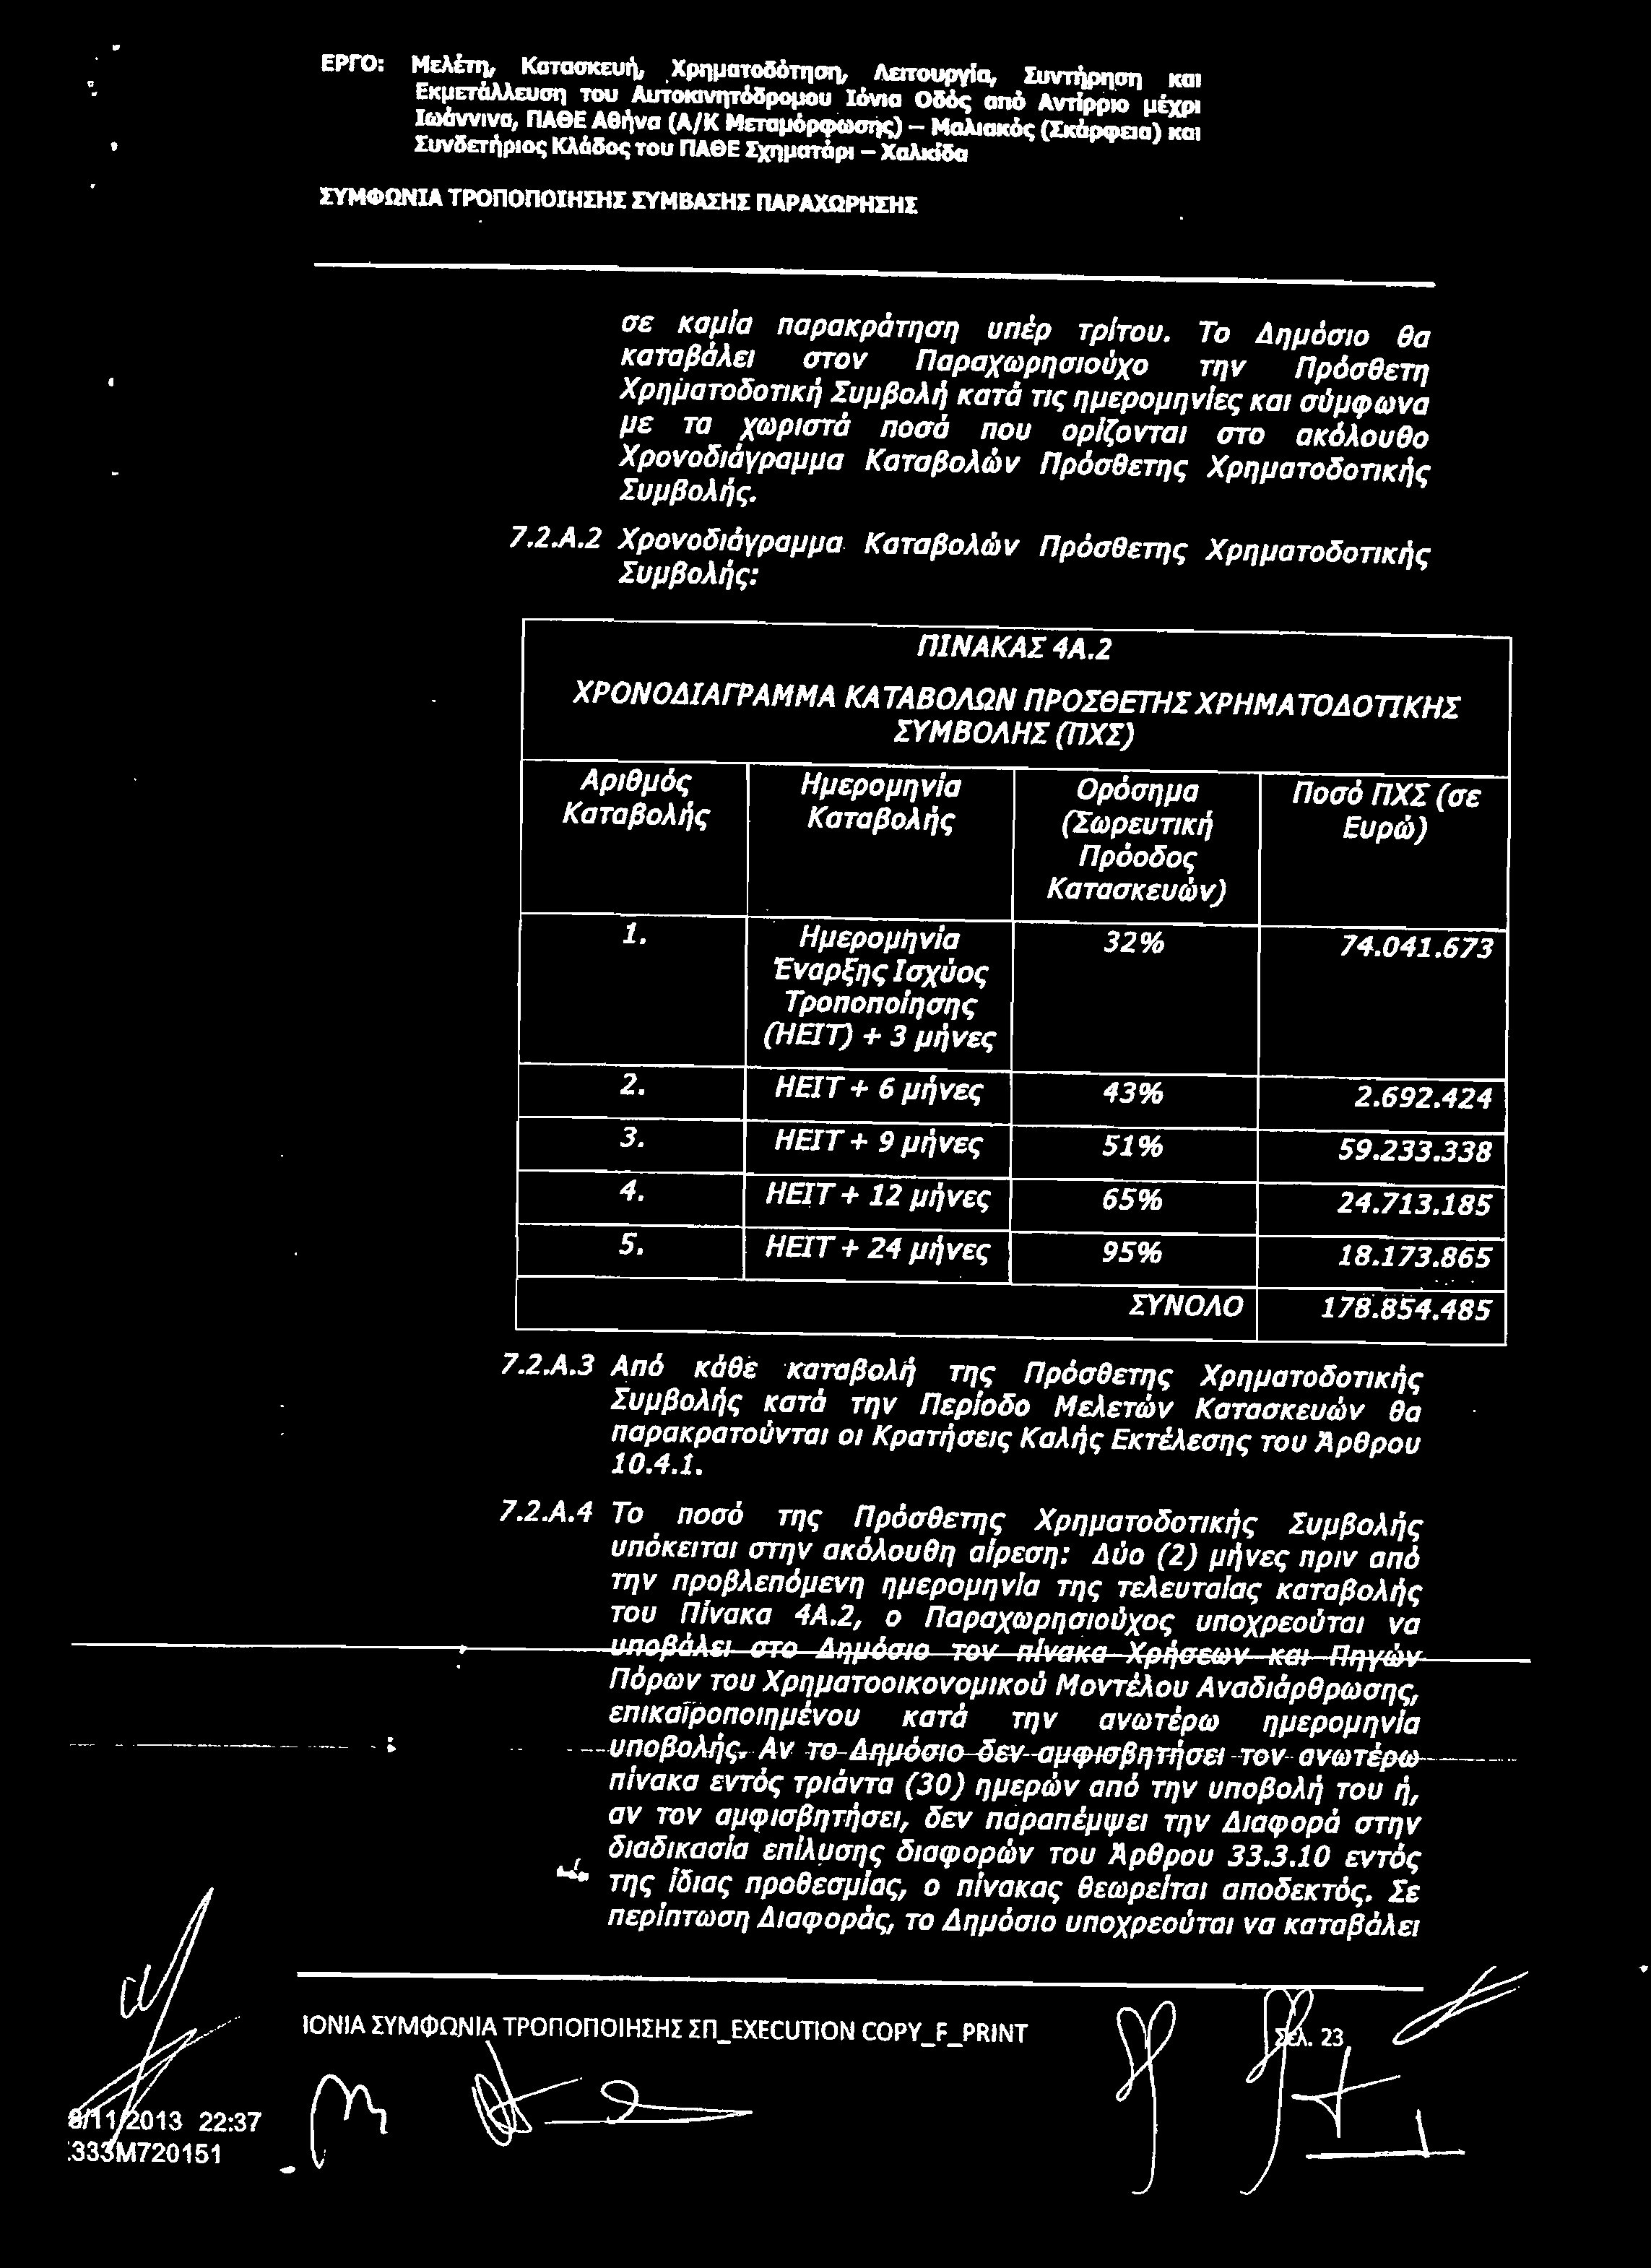 ΕΡΓΟ: Μελέτη, Κατασκευή, Χρηματοδότηση, Λειτουργία, Συντήρηση και
Εκμετάλλευση του Αυτοκινητόδρομου Ιόνια Οδός από Αντίρριο μέχρι
Ιωάννινα, ΠΑΘΕ Αθήνα (Α/Κ Μεταμόρφωσης) – Μαλιακός (Σκάρφεια) και
Συνδετήριος Κλάδος του ΠΑΘΕ Σχηματάρι – Χαλκίδα
ΣΥΜΦΩΝΙΑ ΤΡΟΠΟΠΟΙΗΣΗΣ ΣΥΜΒΑΣΗΣ ΠΑΡΑΧΩΡΗΣΗΣ
σε καμία παρακράτηση υπέρ τρίτου. Το Δημόσιο θα
καταβάλει στον Παραχωρησιούχο την Πρόσθετη
Χρηματοδοτική Συμβολή κατά τις ημερομηνίες και σύμφωνα
με τα χωριστά ποσά που ορίζονται στο ακόλουθο
Χρονοδιάγραμμα Καταβολών Πρόσθετης Χρηματοδοτικής
Συμβολής.
7.2.Α.2 Χρονοδιάγραμμα Καταβολών Πρόσθετης Χρηματοδοτικής
Συμβολής:
ΠΙΝΑΚΑΣ 4Α.2
ΧΡΟΝΟΔΙΑΓΡΑΜΜΑ ΚΑΤΑΒΟΛΩΝ ΠΡΟΣΘΕΤΗΣ ΧΡΗΜΑΤΟΔΟΤΙΚΗΣ
ΣΥΜΒΟΛΗΣ (ΠΧΣ)
Αριθμός Ημερομηνία Ορόσημα Ποσό ΠΧΣ (σε
Καταβολής Καταβολής (Σωρευτική Ευρώ)
Πρόοδος
Κατασκευών)
1. Ημερομηνία 32% 74.041.673
Έναρξης Ισχύος
Τροποποίησης
(ΗΕΙΤ) + 3 μήνες
2. ΗΕΙΤ + 6 μήνες 43% 2.692.424
3. ΗΕΙΤ + 9 μήνες 51% 59.233.338
4. ΗΕΙΤ + 12 μήνες 65% 24.713.185
5. ΗΕΙΤ + 24 μήνες 95% 18.173.865
ΣΥΝΟΛΟ 178.854.485
7.2.Α.3 Από κάθε καταβολή της Πρόσθετης Χρηματοδοτικής
Συμβολής κατά την Περίοδο Μελετών Κατασκευών θα
παρακρατούνται οι Κρατήσεις Καλής Εκτέλεσης του Άρθρου
10.4.1.
7.2.Α.4 Το ποσό της Πρόσθετης Χρηματοδοτικής Συμβολής
υπόκειται στην ακόλουθη αίρεση: Δύο (2) μήνες πριν από
την προβλεπόμενη ημερομηνία της τελευταίας καταβολής
του Πίνακα 4Α.2, ο Παραχωρησιούχος υποχρεούται να
υποβάλει στο Δημόσιο τον πίνακα Χρήσεων και Πηγών
Πόρων του Χρηματοοικονομικού Μοντέλου Αναδιάρθρωσης,
επικαιροποιημένου κατά την ανωτέρω ημερομηνία
υποβολής. Αν το Δημόσιο δεν αμφισβητήσει τον ανωτέρω
πίνακα εντός τριάντα (30) ημερών από την υποβολή του ή,
αν τον αμφισβητήσει, δεν παραπέμψει την Διαφορά στην
διαδικασία επίλυσης διαφορών του Άρθρου 33.3.10 εντός
της ίδιας προθεσμίας, ο πίνακας θεωρείται αποδεκτός. Σε
περίπτωση Διαφοράς, το Δημόσιο υποχρεούται να καταβάλει
ΙΟΝΙΑ ΣΥΜΦΩΝΙΑ ΤΡΟΠΟΠΟΙΗΣΗΣ ΣΠ_EXECUTION COPY_F_PRINT Σελ. 23
8/11/2013 22:37
:333M720151